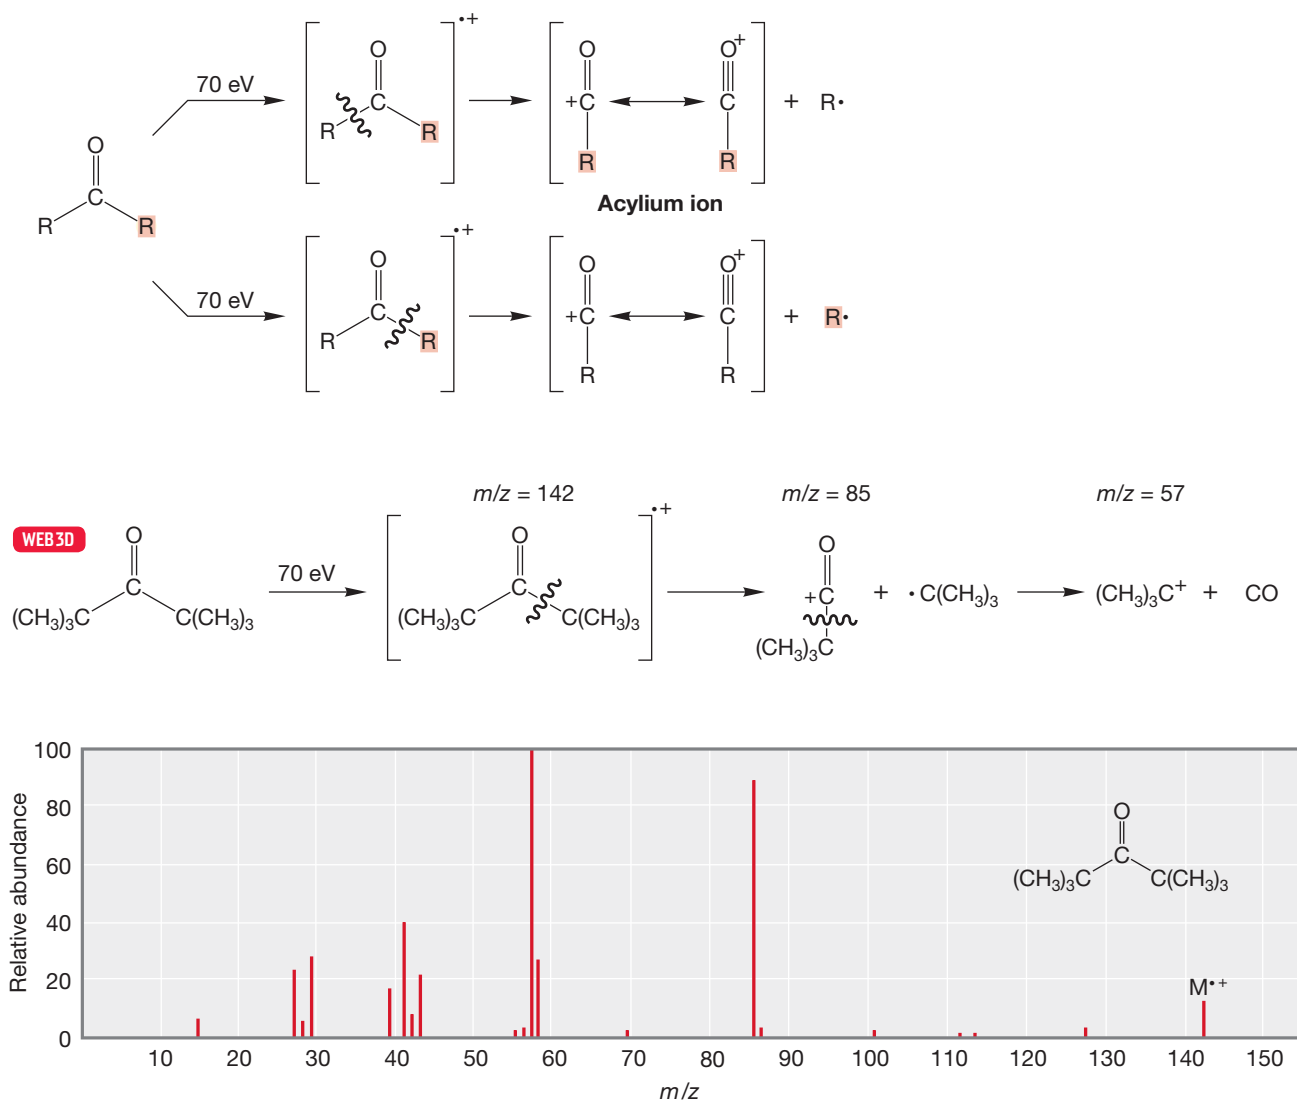 70 eV
O
C
R
R
•+
O
+C
R
O+
C
R
+ R•
O
C
R
R
Acylium ion
70 eV
O
C
R
R
•+
O
+C
R
O+
C
R
+ R•
m/z = 142
m/z = 85
m/z = 57
WEB3D
O
C
(CH3)3C
C(CH3)3
70 eV
O
C
(CH3)3C
C(CH3)3
•+
O
+C
(CH3)3C
+ •C(CH3)3
(CH3)3C+ + CO
Relative abundance
100
80
60
40
20
0
O
C
(CH3)3C
C(CH3)3
M•+
10 20 30 40 50 60 70 80 90 100 110 120 130 140 150
m/z